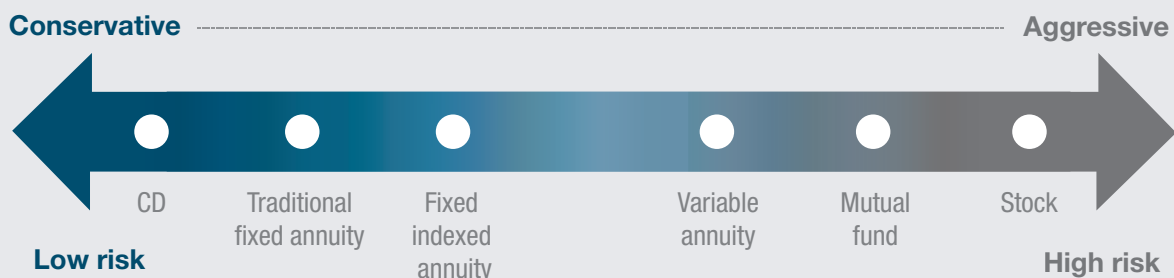 Conservative
Aggressive
CD
Traditional
fixed annuity
Fixed
indexed
annuity
Variable
annuity
Mutual
fund
Stock
Low risk
High risk